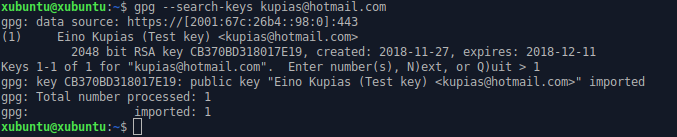 xubuntu@xubuntu:~$ gpg --search-keys kupias@hotmail.com
gpg: data source: https://[2001:67c:26b4::98:0]:443
(1)     Eino Kupias (Test key) <kupias@hotmail.com>
          2048 bit RSA key CB370BD318017E19, created: 2018-11-27, expires: 2018-12-11
Keys 1-1 of 1 for "kupias@hotmail.com".  Enter number(s), N)ext, or Q)uit > 1
gpg: key CB370BD318017E19: public key "Eino Kupias (Test key) <kupias@hotmail.com>" imported
gpg: Total number processed: 1
gpg:               imported: 1
xubuntu@xubuntu:~$